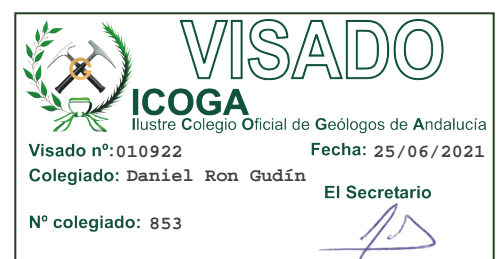 VISADO
ICOGA
Ilustre Colegio Oficial de Geólogos de Andalucía
Visado nº:010922 Fecha: 25/06/2021
Colegiado: Daniel Ron Gudín
El Secretario
Nº colegiado: 853